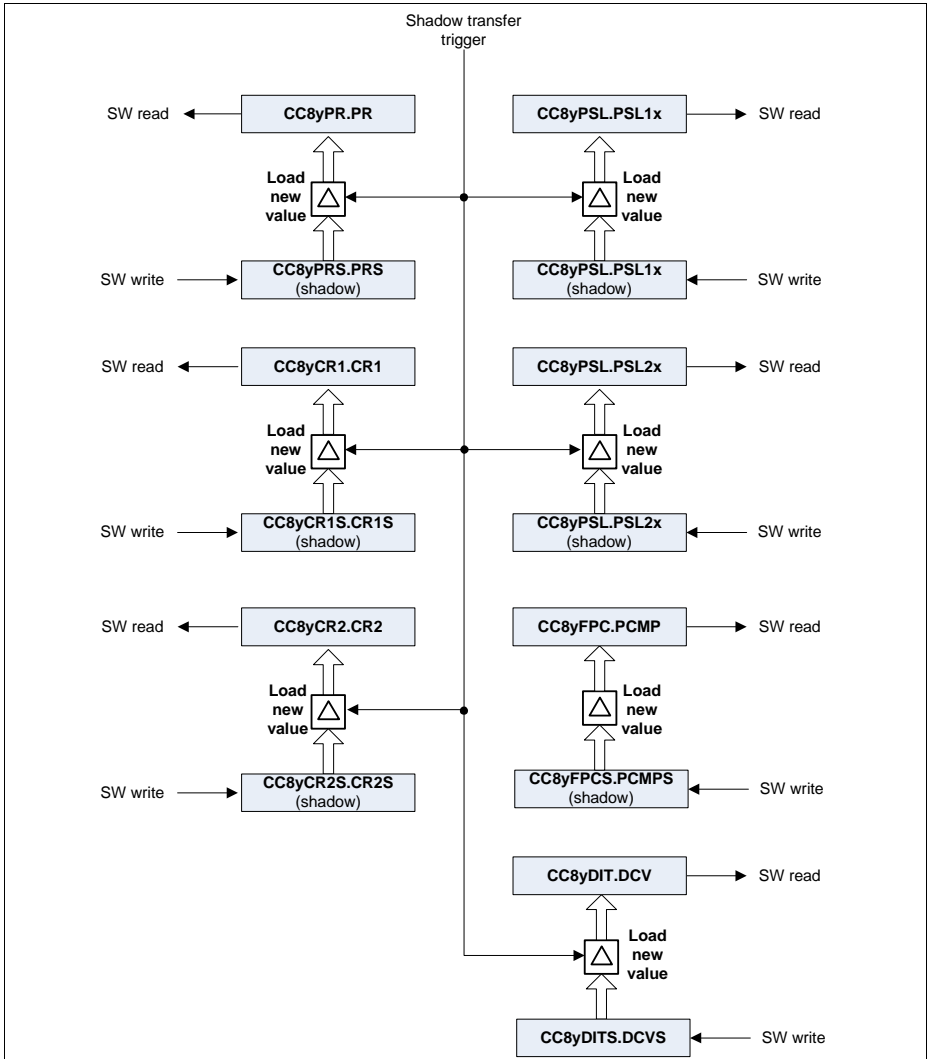 Shadow transfer
trigger
SW read
CC8yPR.PR
CC8yPSL.PSL1x
SW read
Load
new
value
Load
new
value
SW write
CC8yPRS.PRS
(shadow)
CC8yPSL.PSL1x
(shadow)
SW write
SW read
CC8yCR1.CR1
CC8yPSL.PSL2x
SW read
Load
new
value
Load
new
value
SW write
CC8yCR1S.CR1S
(shadow)
CC8yPSL.PSL2x
(shadow)
SW write
SW read
CC8yCR2.CR2
CC8yFPC.PCMP
SW read
Load
new
value
Load
new
value
SW write
CC8yCR2S.CR2S
(shadow)
CC8yFPCS.PCMPS
(shadow)
SW write
CC8yDIT.DCV
SW read
Load
new
value
CC8yDITS.DCVS
SW write